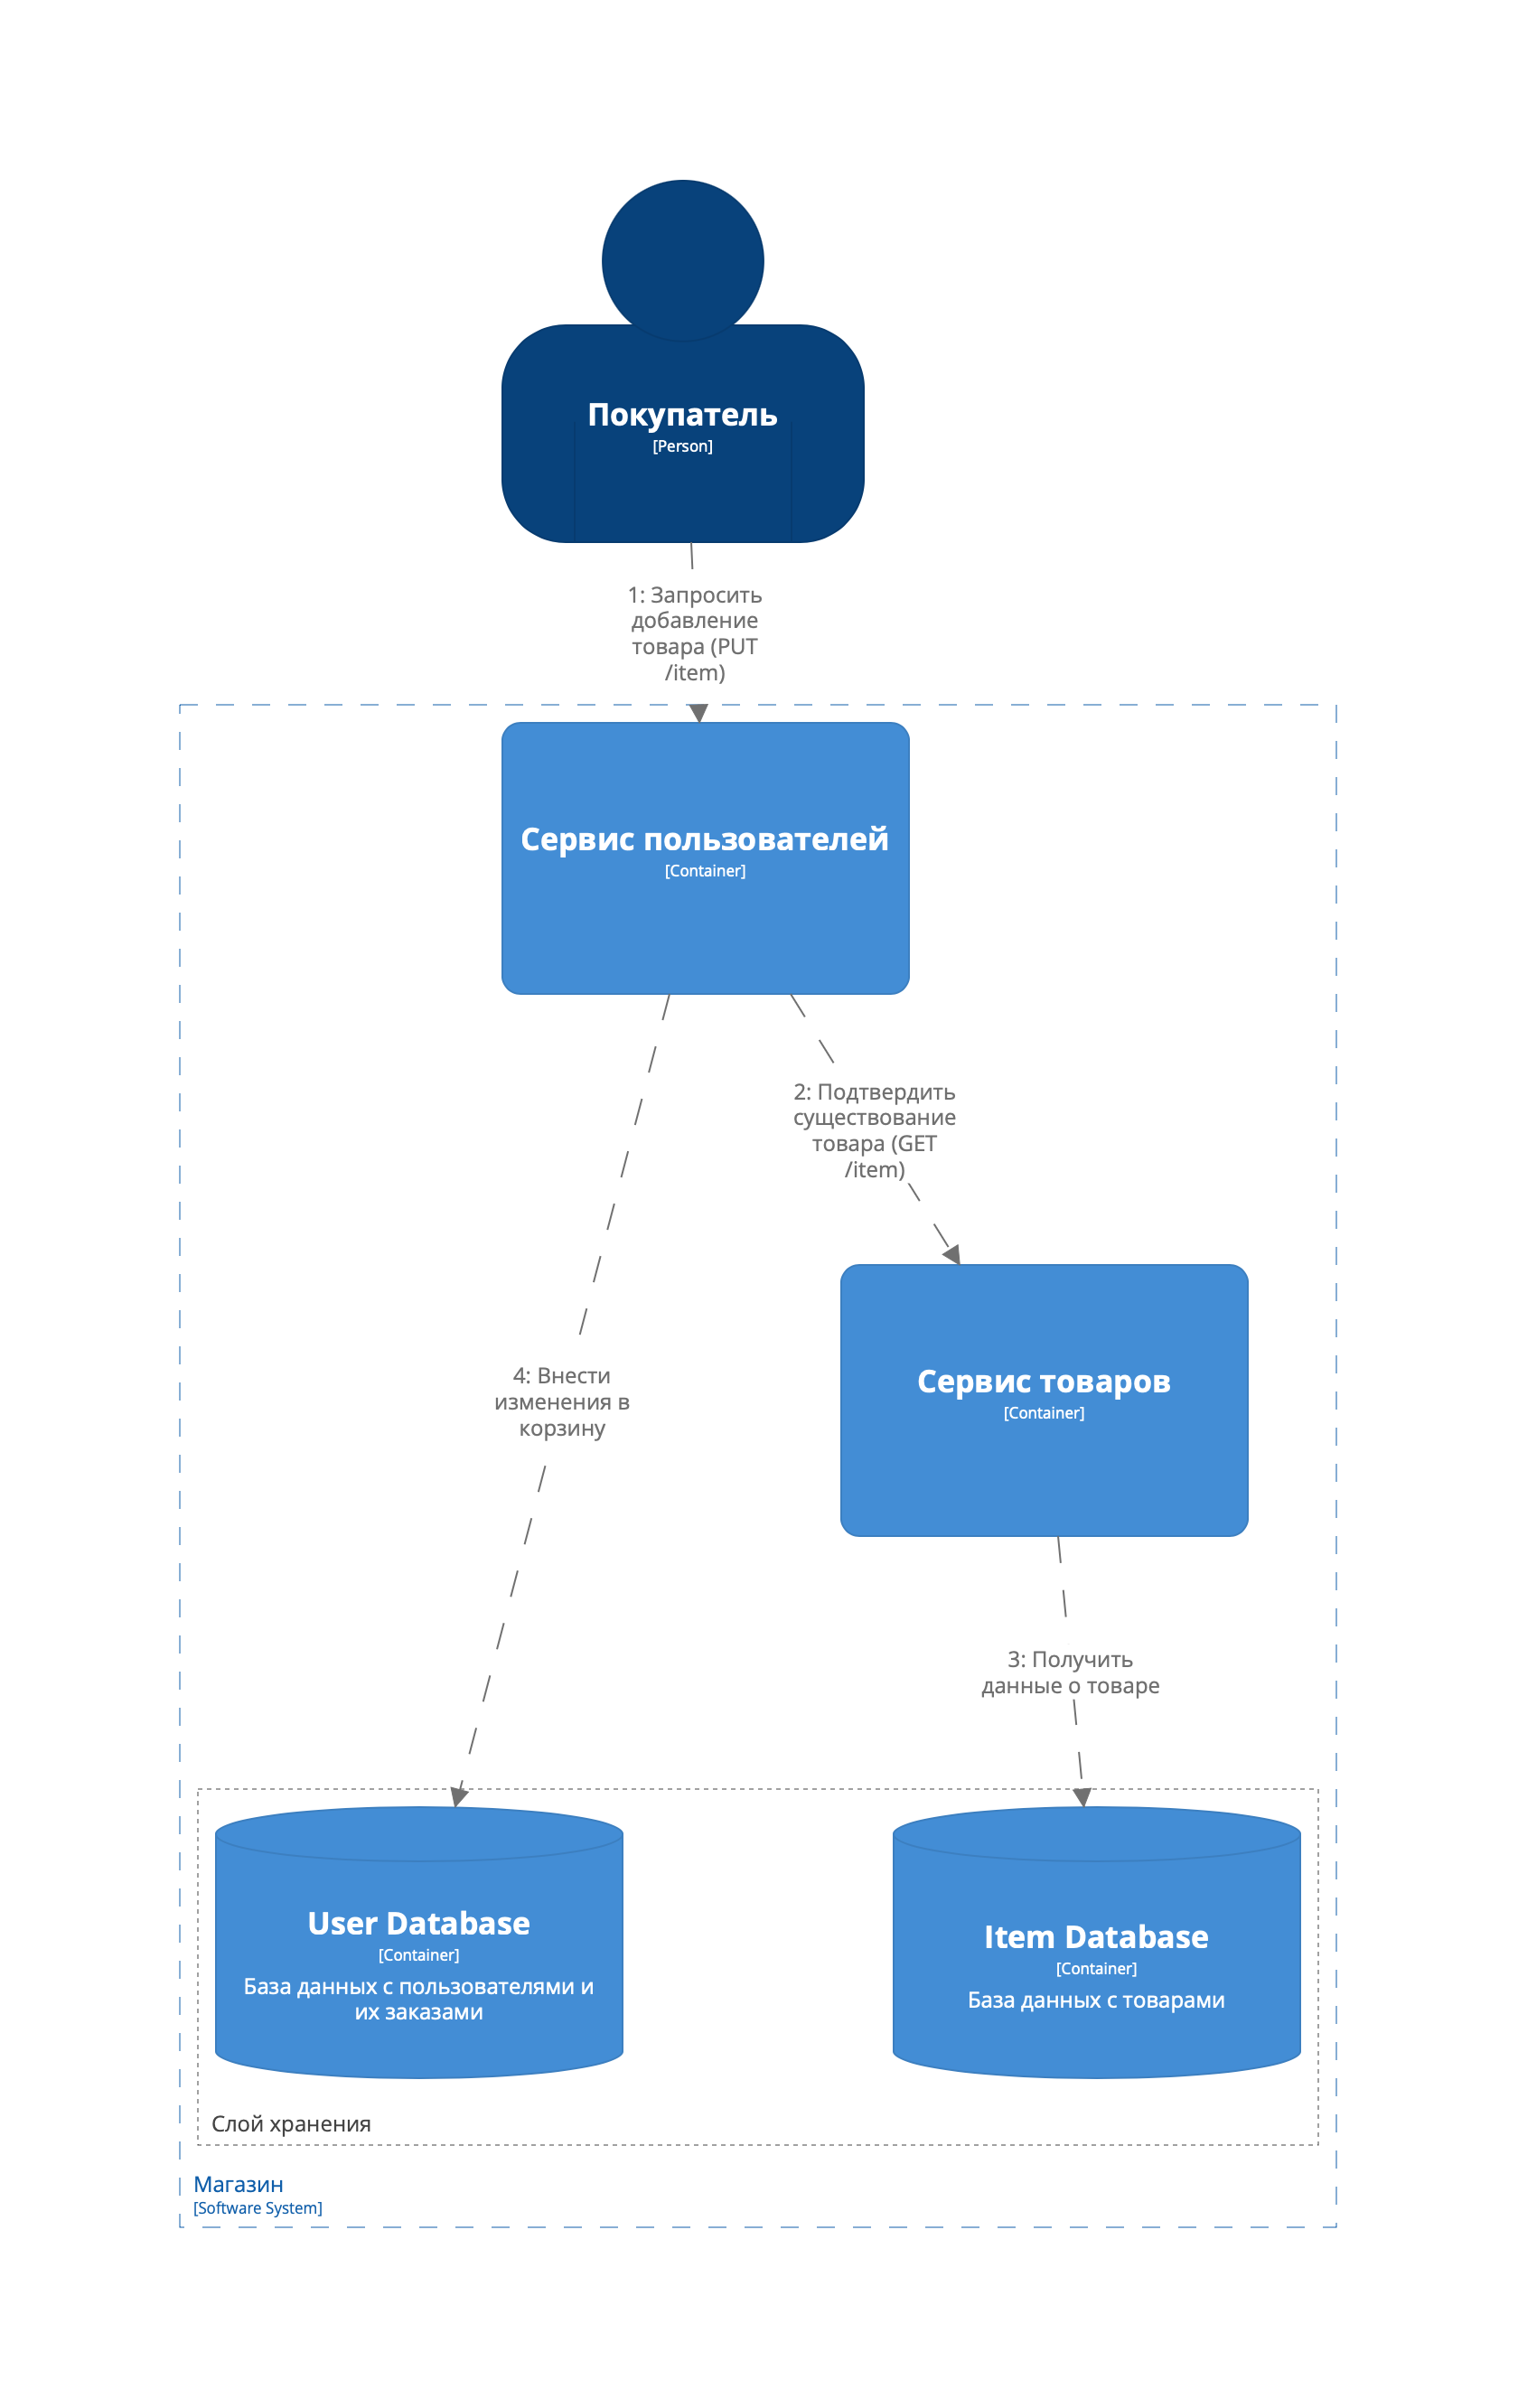 Покупатель
[Person]
1: Запросить
добавление
товара (PUT
/item)
Сервис пользователей
[Container]
2: Подтвердить
существование
товара (GET
/item)
Сервис товаров
[Container]
4: Внести
изменения в
корзину
3: Получить
данные о товаре
User Database
[Container]
База данных с пользователями и
их заказами
Item Database
[Container]
База данных с товарами
Слой хранения
Магазин
[Software System]